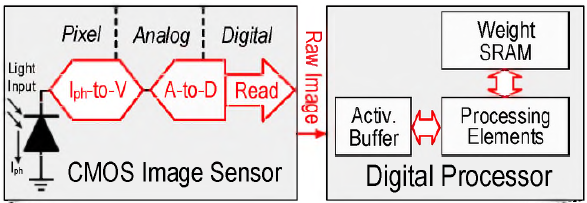 Pixel Analog Digital
Light
Input
Iph-to-V
A-to-D
Read
Iph
CMOS Image Sensor
Raw Image
Weight
SRAM
Activ.
Buffer
Processing
Elements
Digital Processor